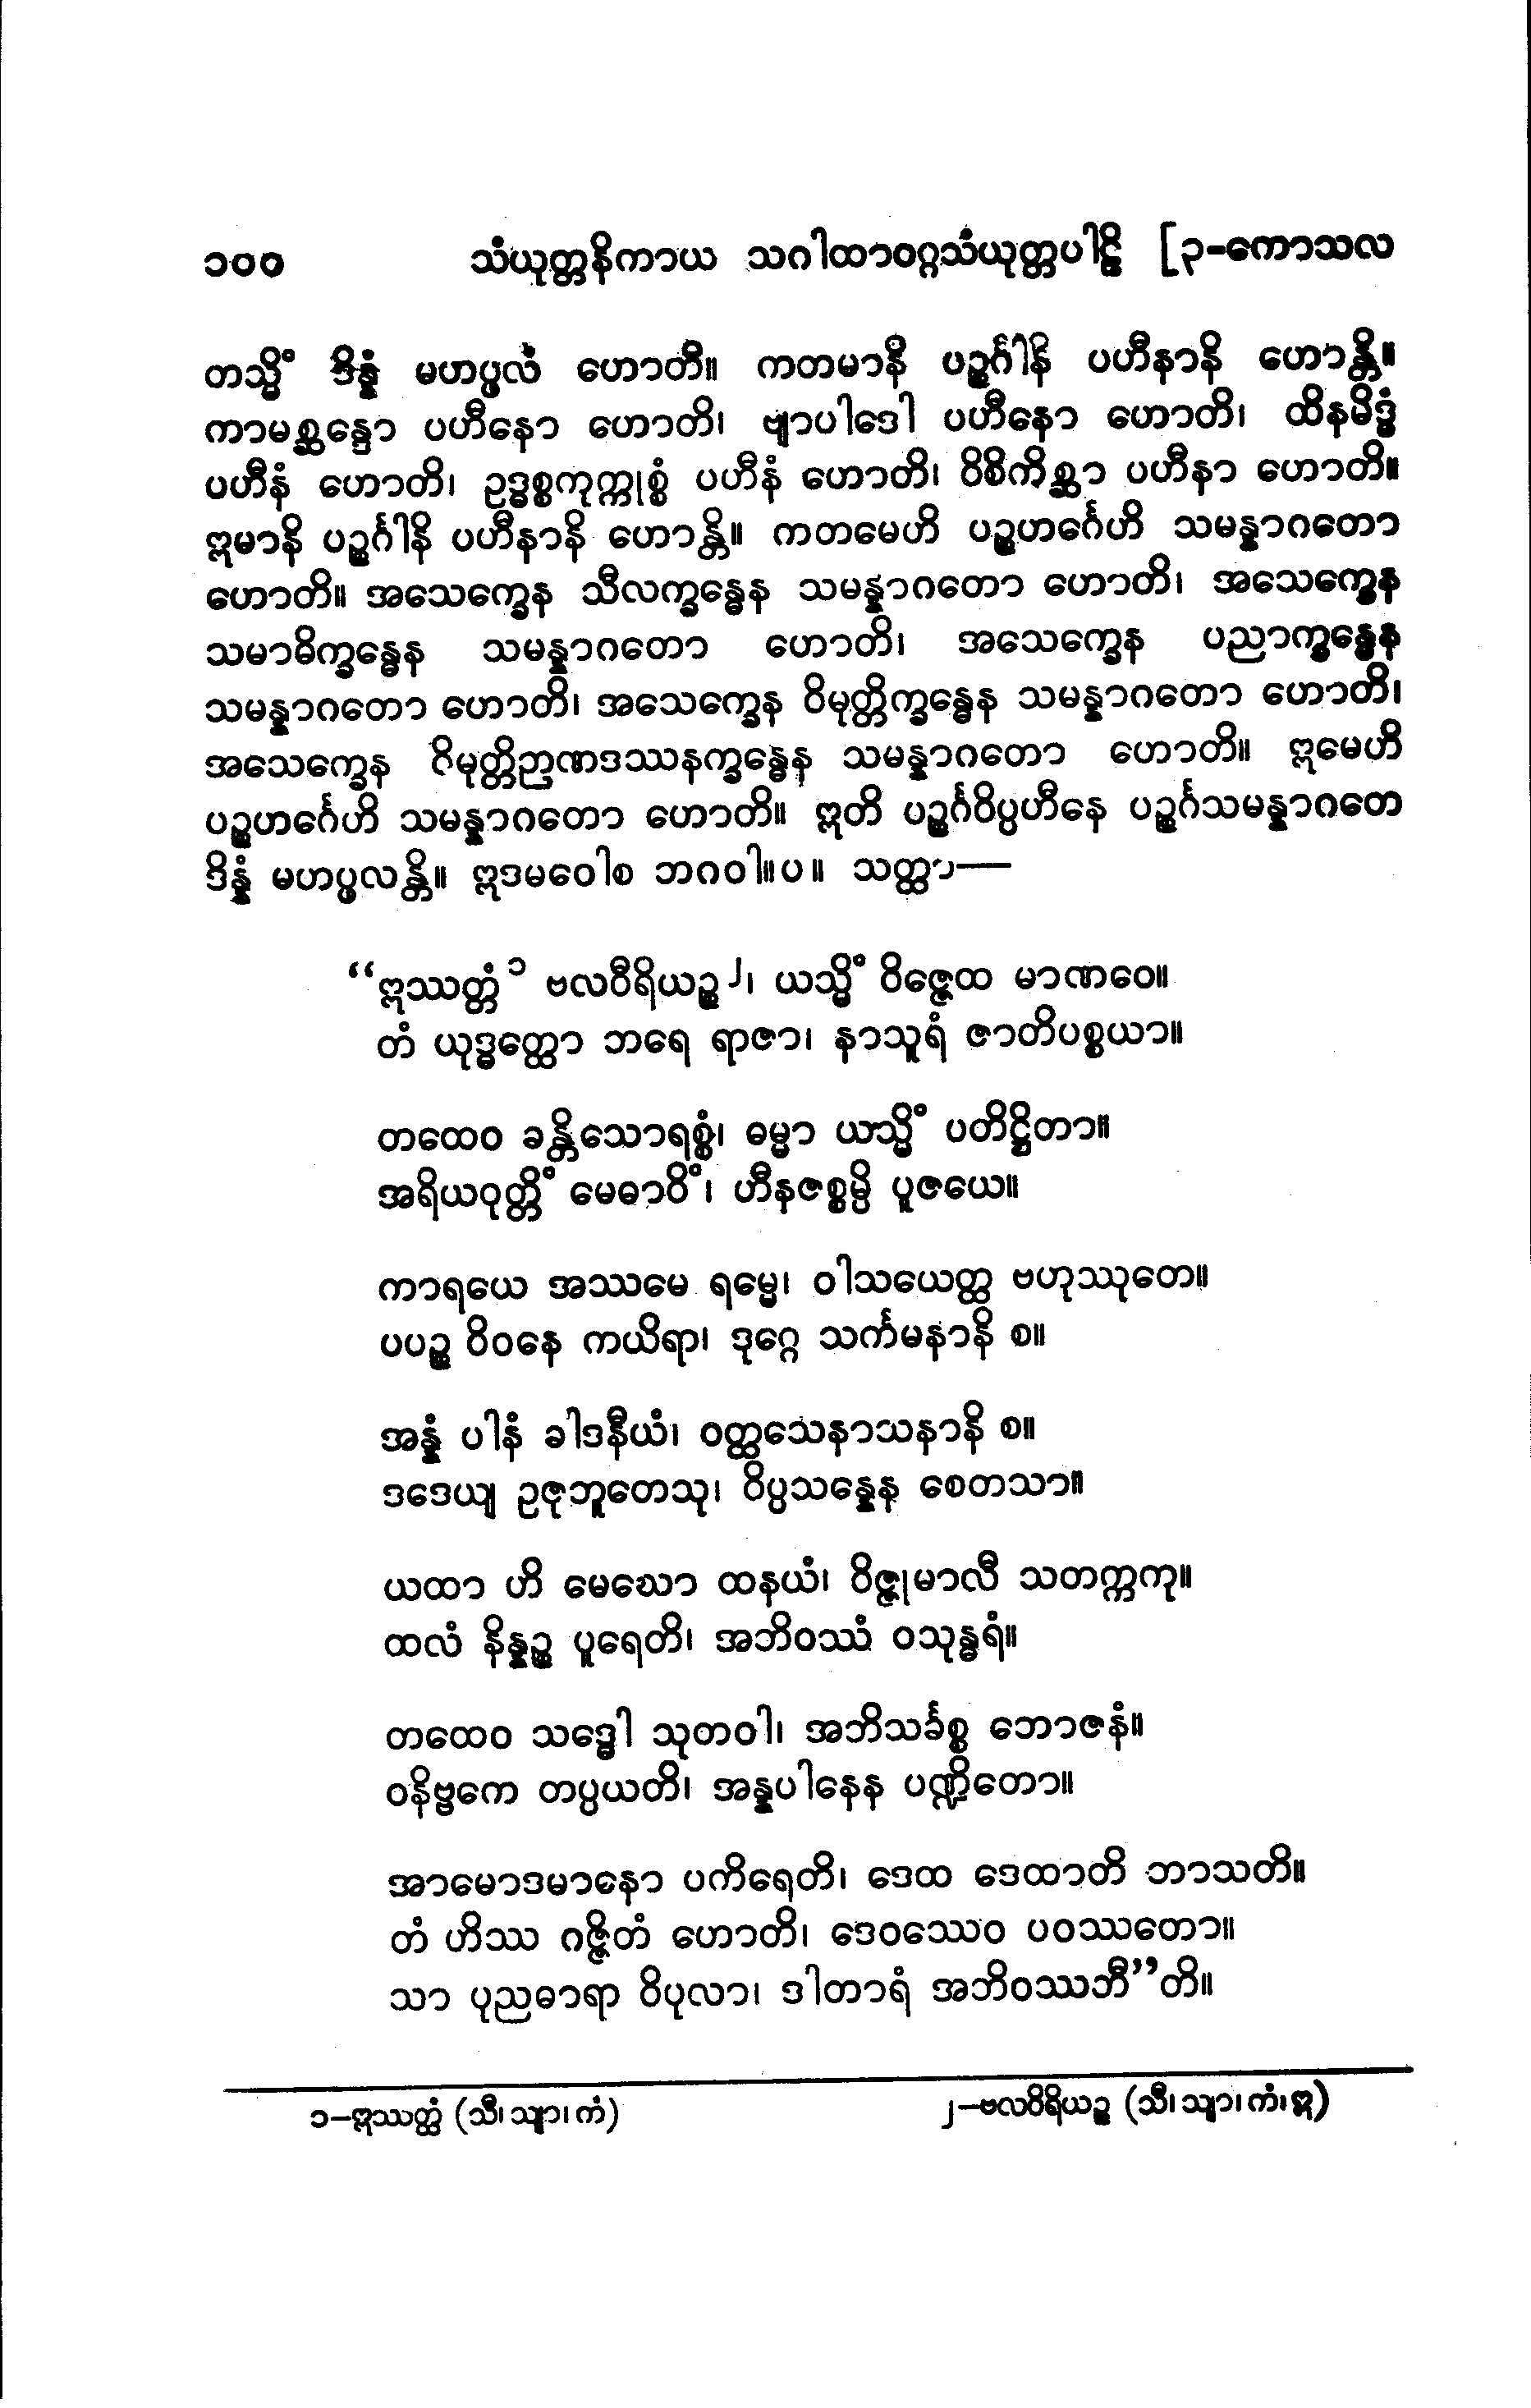 ၁၀၀ သံယုတ္တနိကာယ သဂါထာဝဂ္ဂသံယုတ္တပါဠိ [၃-ကောသလ
တသ္မိံ ဒိန္နံ မဟပ္ဖလံ ဟောတိ။ ကတမာနိ ပဉ္စင်္ဂါနိ ပဟီနာနိ ဟောန္တိ။
ကာမစ္ဆန္ဒော ပဟီနော ဟောတိ၊ ဗျာပါဒေါ ပဟီနော ဟောတိ၊ ထိနမိဒ္ဓံ
ပဟီနံ ဟောတိ၊ ဥဒ္ဓစ္စကုက္ကုစ္စံ ပဟီနံ ဟောတိ၊ ဝိစိကိစ္ဆာ ပဟီနာ ဟောတိ။
ဣမာနိ ပဉ္စင်္ဂါနိ ပဟီနာနိ ဟောန္တိ။ ကတမေဟိ ပဉ္စဟင်္ဂေဟိ သမန္နာဂတော
ဟောတိ။ အသေက္ခေန သီလက္ခန္ဓေန သမန္နာဂတော ဟောတိ၊ အသေက္ခေန
သမာဓိက္ခန္ဓေန သမန္နာဂတော ဟောတိ၊ အသေက္ခေန ပညာက္ခန္ဓေန
သမန္နာဂတော ဟောတိ၊ အသေက္ခေန ဝိမုတ္တိက္ခန္ဓေန သမန္နာဂတော ဟောတိ၊
အသေက္ခေန ဝိမုတ္တိဉာဏဒဿနက္ခန္ဓေန သမန္နာဂတော ဟောတိ။ ဣမေဟိ
ပဉ္စဟင်္ဂေဟိ သမန္နာဂတော ဟောတိ။ ဣတိ ပဉ္စင်္ဂဝိပ္ပဟီနေ ပဉ္စင်္ဂသမန္နာဂတေ
ဒိန္နံ မဟပ္ဖလန္တိ။ ဣဒမဝေါစ ဘဂဝါ။ပ။ သတ္ထာ—
“ဣဿတ္တံ ၁ ဗလဝီရိယဉ္စ ၂၊ ယသ္မိံ ဝိဇ္ဇေထ မာဏဝေ။
တံ ယုဒ္ဓတ္ထော ဘရေ ရာဇာ၊ နာသူရံ ဇာတိပစ္စယာ။
တထေဝ ခန္တိသောရစ္စံ၊ ဓမ္မာ ယသ္မိံ ပတိဋ္ဌိတာ။
အရိယဝုတ္တိံ မေဓာဝိံ၊ ဟီနဇစ္စမ္ပိ ပူဇယေ။
ကာရယေ အဿမေ ရမ္မေ၊ ဝါသယေတ္ထ ဗဟုဿုတေ။
ပပဉ္စ ဝိဝနေ ကယိရာ၊ ဒုဂ္ဂေ သင်္ကမနာနိ စ။
အန္နံ ပါနံ ခါဒနီယံ၊ ဝတ္ထသေနာသနာနိ စ။
ဒဒေယျ ဥဇုဘူတေသု၊ ဝိပ္ပသန္နေန စေတသာ။
ယထာ ဟိ မေဃော ထနယံ၊ ဝိဇ္ဇုမာလီ သတက္ကကု။
ထလံ နိန္နဉ္စ ပူရေတိ၊ အဘိဝဿံ ဝသုန္ဓရံ။
တထေဝ သဒ္ဓေါ သုတဝါ၊ အဘိသင်္ခစ္စ ဘောဇနံ။
ဝနိဗ္ဗကေ တပ္ပယတိ၊ အန္နပါနေန ပဏ္ဍိတော။
အာမောဒမာနော ပကိရေတိ၊ ဒေထ ဒေထာတိ ဘာသတိ။
တံ ဟိဿ ဂဇ္ဇိတံ ဟောတိ၊ ဒေဝဿေဝ ပဝဿတော။
သာ ပုညဓာရာ ဝိပုလာ၊ ဒါတာရံ အဘိဝဿဘီ”တိ။
၁–ဣဿတ္ထံ (သီ၊ သျာ၊ ကံ) ၂–ဗလဝိရိယဉ္စ (သီ၊ သျာ၊ ကံ၊ ဣ)